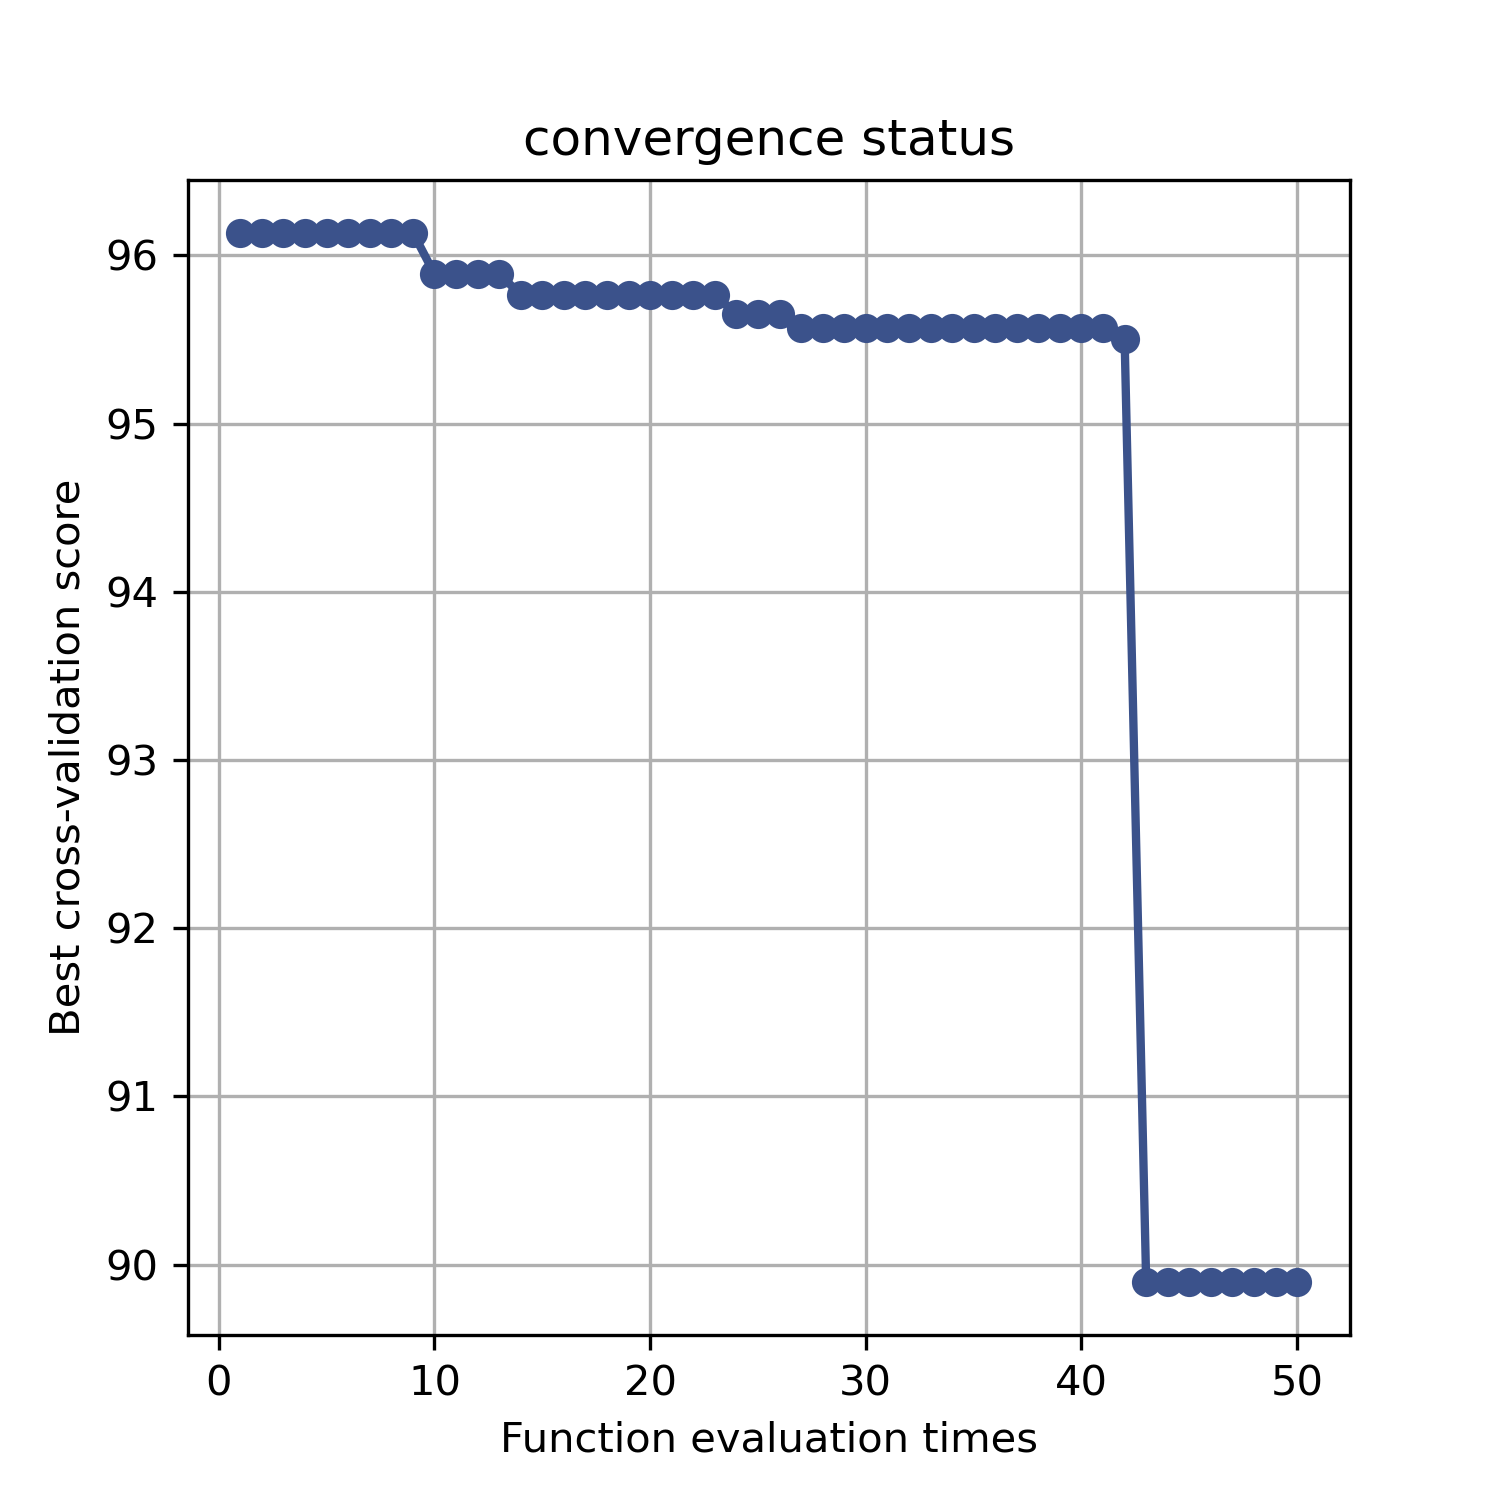 convergence status
96
95
94
93
92
91
90
Best cross-validation score
0 10 20 30 40 50
Function evaluation times